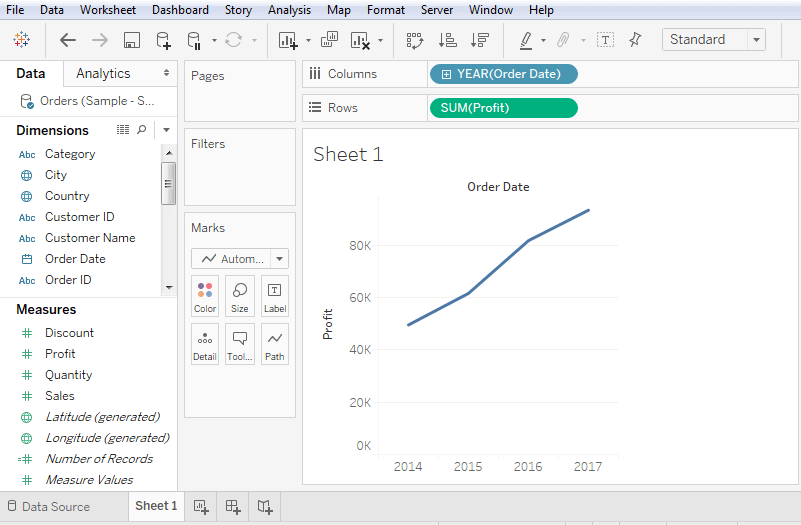 File Data Worksheet Dashboard Story Analysis Map Format Server Window Help
Standard
Data Analytics
Orders (Sample - S...
Dimensions
Abc Category
City
Country
Abc Customer ID
Abc Customer Name
Order Date
Abc Order ID
Measures
Discount
Profit
Quantity
Sales
Latitude (generated)
Longitude (generated)
Number of Records
Measure Values
Pages
Filters
Marks
Autom...
Color Size Label
Detail Tool... Path
Columns YEAR(Order Date)
Rows SUM(Profit)
Sheet 1
Order Date
Profit
80K
60K
40K
20K
0K
2014 2015 2016 2017
Data Source Sheet 1